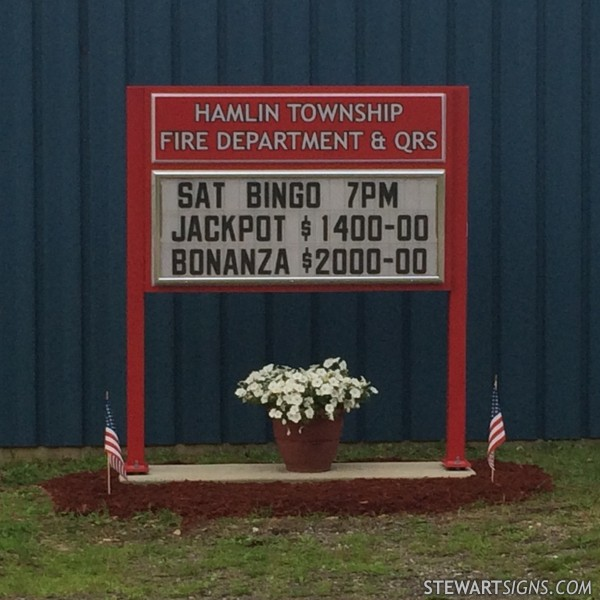 HAMLIN TOWNSHIP
FIRE DEPARTMENT & QRS
SAT BINGO 7PM
JACKPOT $1400-00
BONANZA $2000-00
STEWARTSIGNS.COM